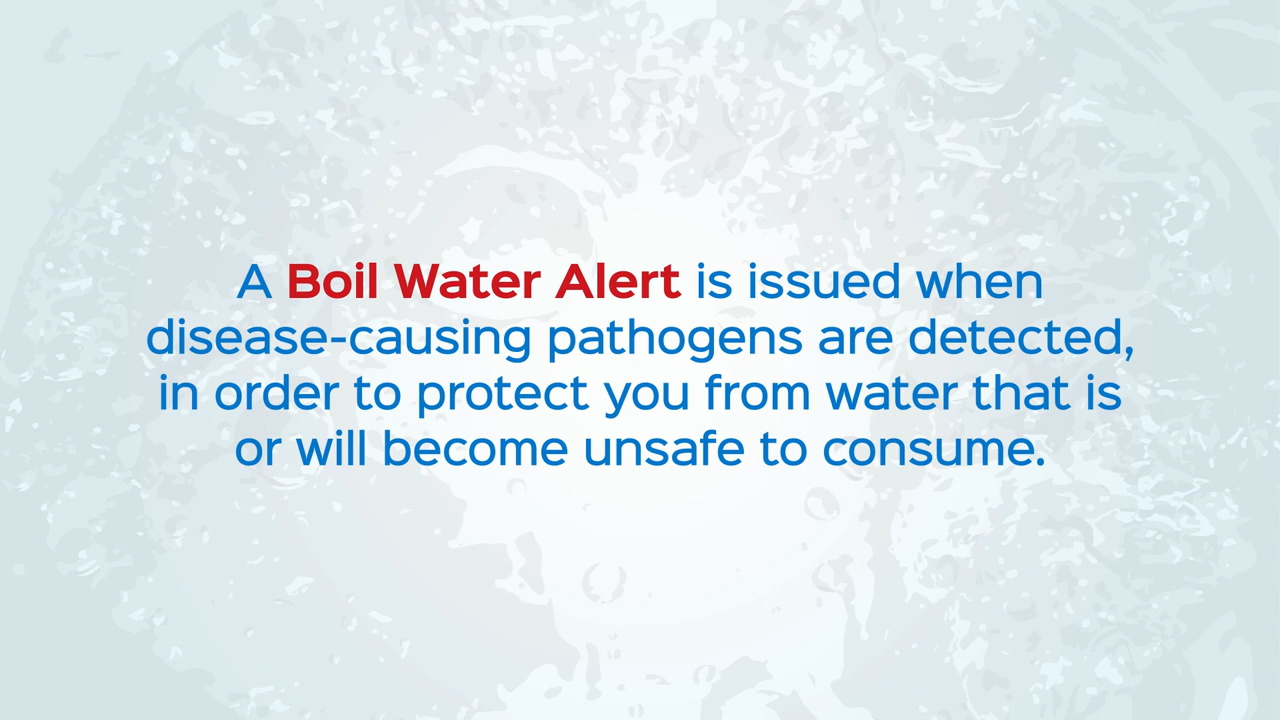 A Boil Water Alert is issued when
disease-causing pathogens are detected,
in order to protect you from water that is
or will become unsafe to consume.